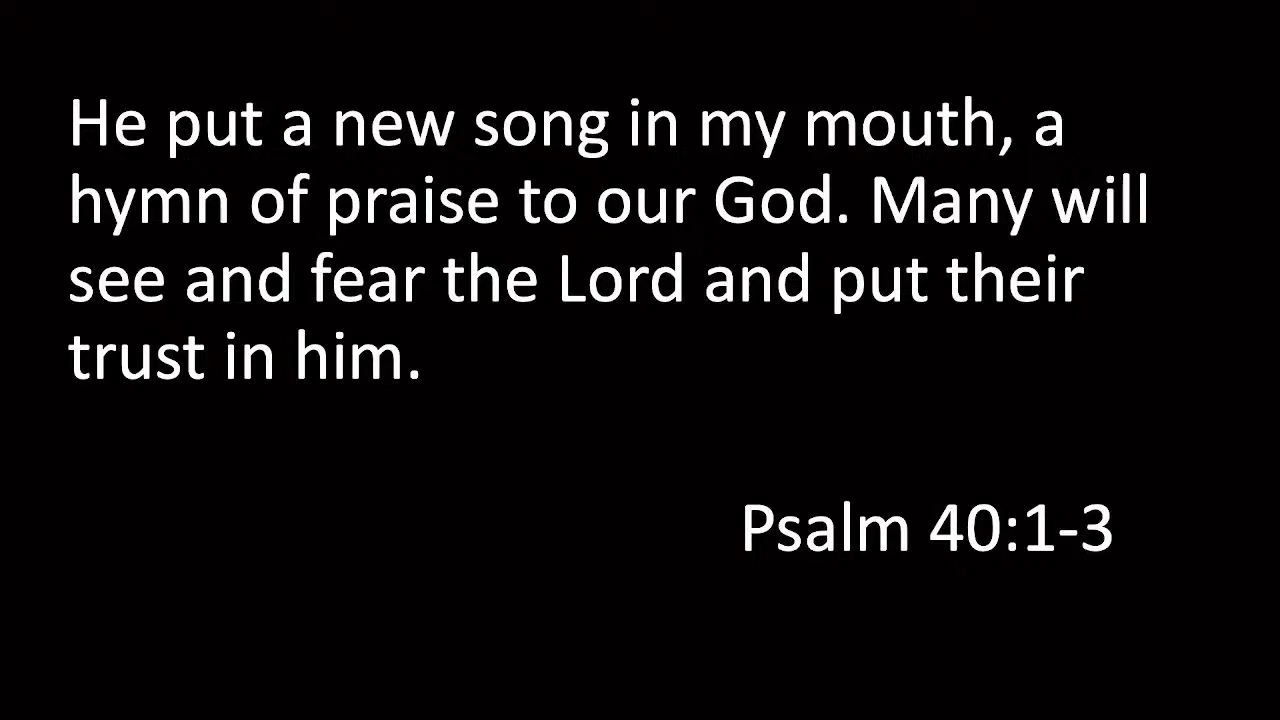 He put a new song in my mouth, a
hymn of praise to our God. Many will
see and fear the Lord and put their
trust in him.
Psalm 40:1-3